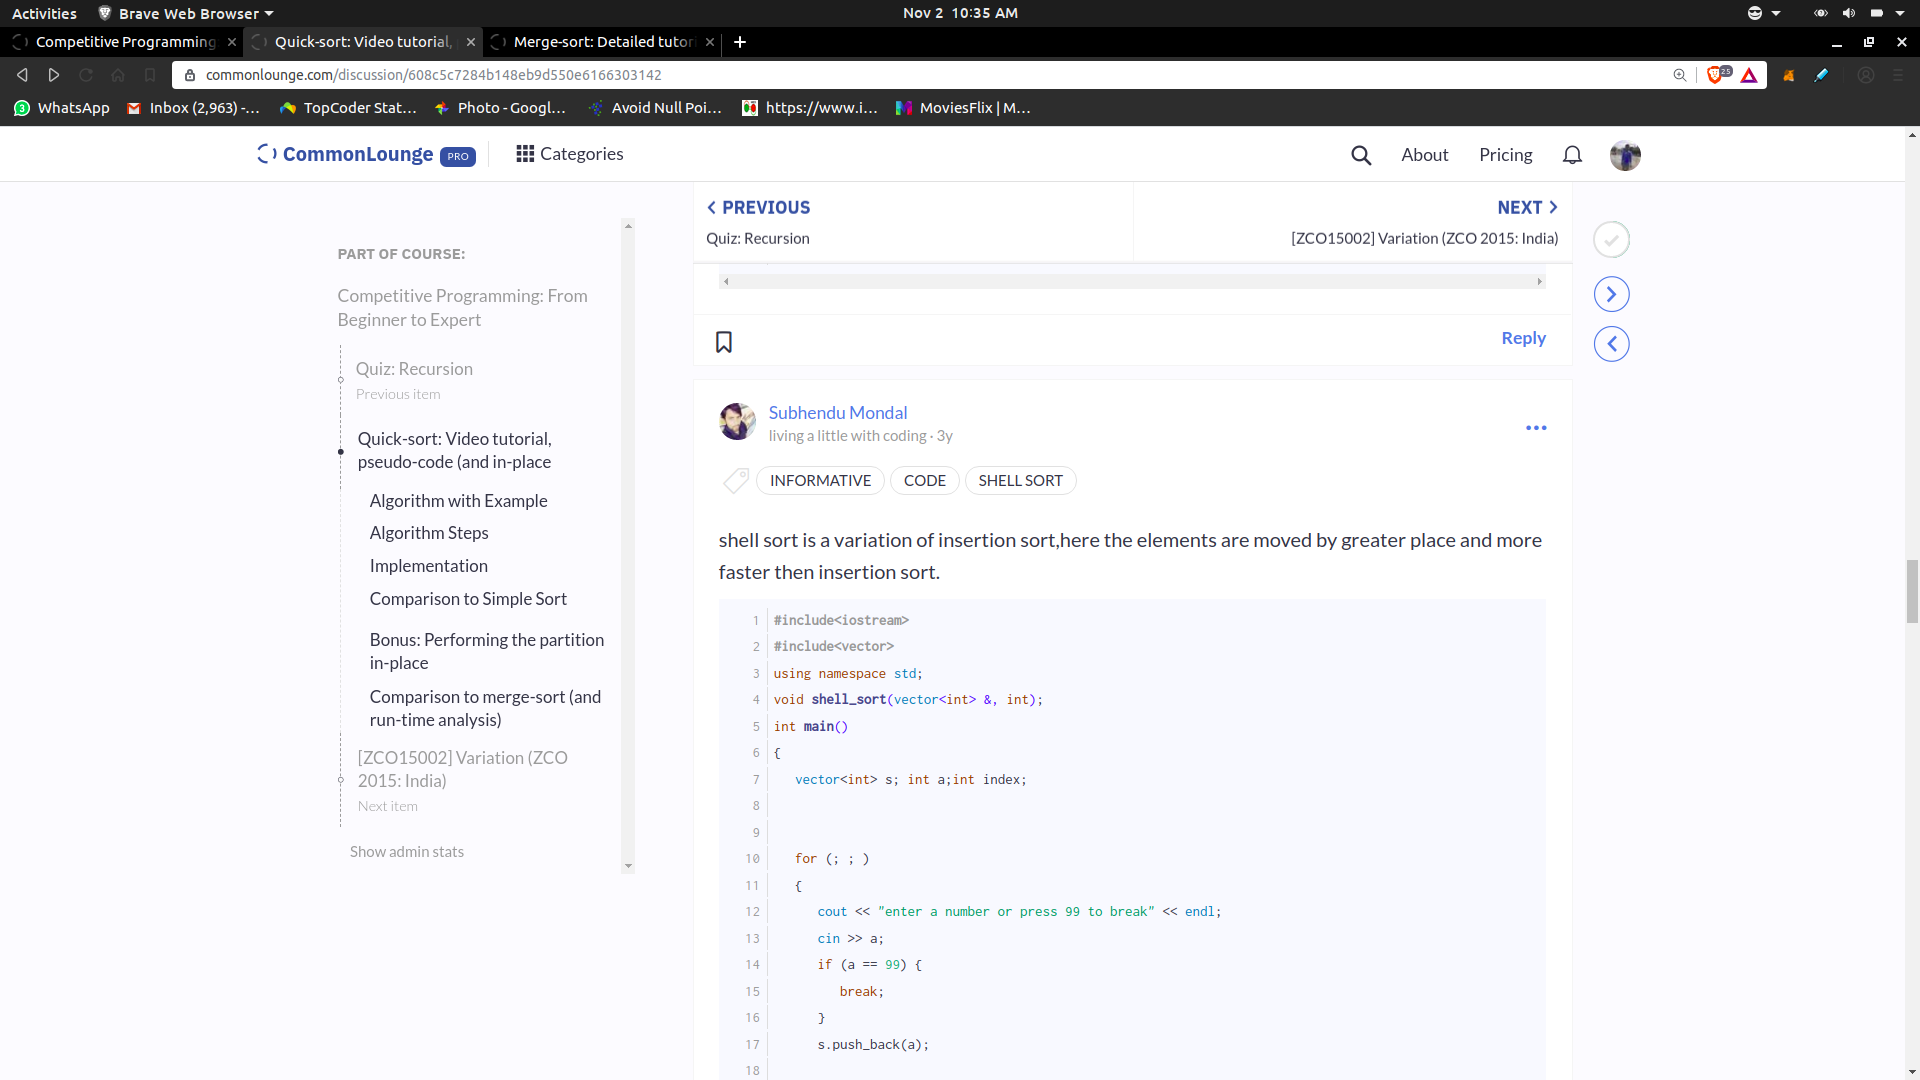 Activities
Brave Web Browser
Nov 2  10:35 AM
Competitive Programming
Quick-sort: Video tutorial,
Merge-sort: Detailed tutor
commonlounge.com/discussion/608c5c7284b148eb9d550e6166303142
25
3
WhatsApp
Inbox (2,963) -...
TopCoder Stat...
Photo - Googl...
Avoid Null Poi...
https://www.i...
MoviesFlix | M...
CommonLounge PRO
Categories
About
Pricing
PREVIOUS
NEXT
Quiz: Recursion
[ZCO15002] Variation (ZCO 2015: India)
PART OF COURSE:
Competitive Programming: From
Beginner to Expert
Quiz: Recursion
Previous item
Quick-sort: Video tutorial,
pseudo-code (and in-place
Algorithm with Example
Algorithm Steps
Implementation
Comparison to Simple Sort
Bonus: Performing the partition
in-place
Comparison to merge-sort (and
run-time analysis)
[ZCO15002] Variation (ZCO
2015: India)
Next item
Show admin stats
Reply
Subhendu Mondal
living a little with coding · 3y
INFORMATIVE
CODE
SHELL SORT
shell sort is a variation of insertion sort,here the elements are moved by greater place and more
faster then insertion sort.
1 #include<iostream>
2 #include<vector>
3 using namespace std;
4 void shell_sort(vector<int> &, int);
5 int main()
6 {
7 vector<int> s; int a;int index;
8
9
10 for (; ; )
11 {
12 cout << "enter a number or press 99 to break" << endl;
13 cin >> a;
14 if (a == 99) {
15 break;
16 }
17 s.push_back(a);
18